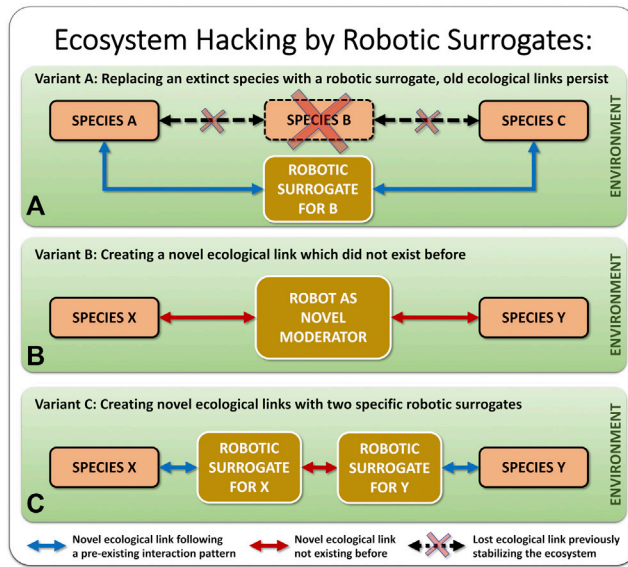 Ecosystem Hacking by Robotic Surrogates:
Variant A: Replacing an extinct species with a robotic surrogate, old ecological links persist
SPECIES A
SPECIES B
SPECIES C
ROBOTIC
SURROGATE
FOR B
A
ENVIRONMENT
Variant B: Creating a novel ecological link which did not exist before
SPECIES X
ROBOT AS
NOVEL
MODERATOR
SPECIES Y
B
ENVIRONMENT
Variant C: Creating novel ecological links with two specific robotic surrogates
SPECIES X
ROBOTIC
SURROGATE
FOR X
ROBOTIC
SURROGATE
FOR Y
SPECIES Y
C
ENVIRONMENT
Novel ecological link following
a pre-existing interaction pattern
Novel ecological link
not existing before
Lost ecological link previously
stabilizing the ecosystem